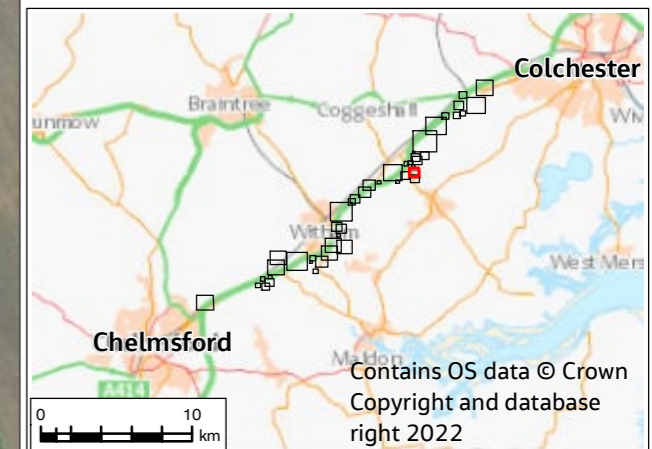 Colchester
Braintree
Coggeshall
unmow
Wiv
Witham
West Mers
Chelmsford
Maldon
A414
Contains OS data © Crown
Copyright and database
right 2022
0 10
km